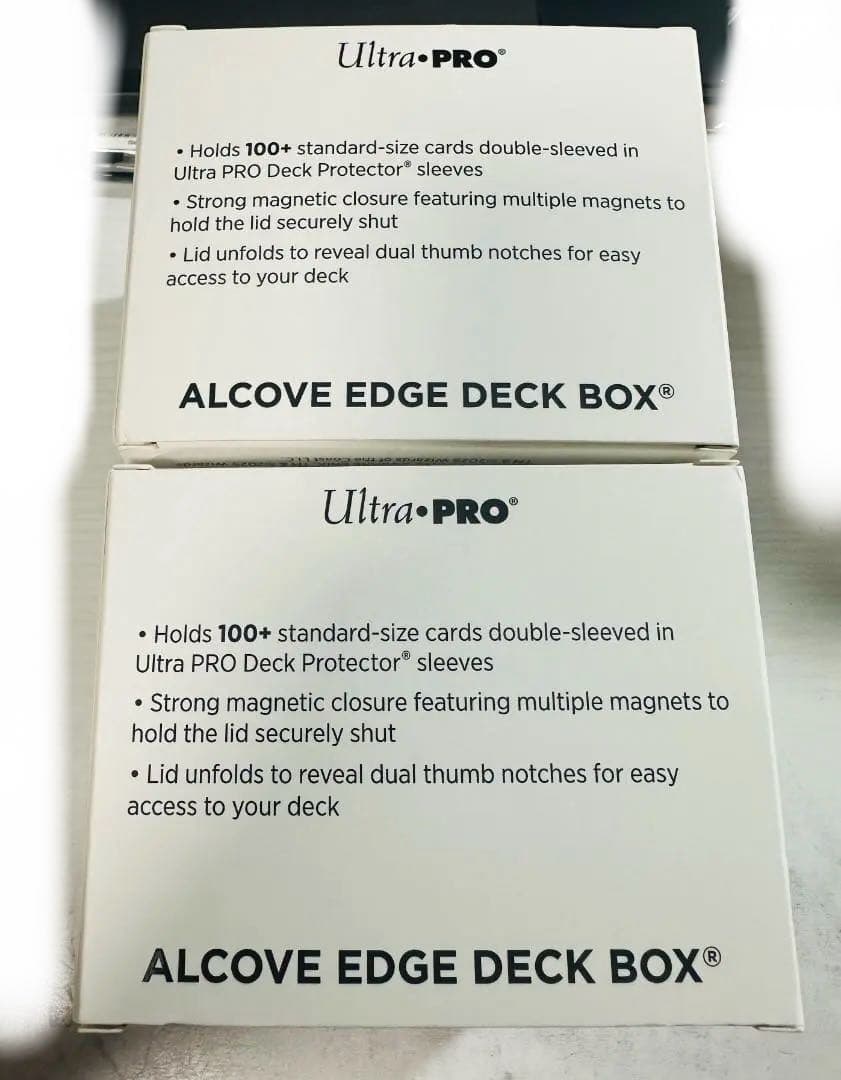 Ultra•PRO®
• Holds 100+ standard-size cards double-sleeved in
Ultra PRO Deck Protector® sleeves
• Strong magnetic closure featuring multiple magnets to
hold the lid securely shut
• Lid unfolds to reveal dual thumb notches for easy
access to your deck
ALCOVE EDGE DECK BOX®
Ultra•PRO®
• Holds 100+ standard-size cards double-sleeved in
Ultra PRO Deck Protector® sleeves
• Strong magnetic closure featuring multiple magnets to
hold the lid securely shut
• Lid unfolds to reveal dual thumb notches for easy
access to your deck
ALCOVE EDGE DECK BOX®